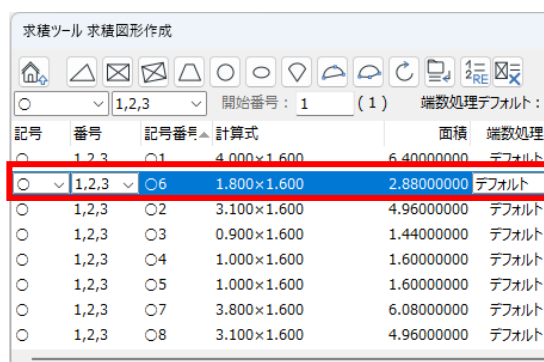 求積ツール 求積図形作成
○ 1,2,3 開始番号： 1 (1) 端数処理デフォルト：
記号 番号 記号番号 計算式 面積 端数処理
○ 1,2,3 ○1 4.000×1.600 6.40000000 デフォルト
○ 1,2,3 ○6 1.800×1.600 2.88000000 デフォルト
○ 1,2,3 ○2 3.100×1.600 4.96000000 デフォルト
○ 1,2,3 ○3 0.900×1.600 1.44000000 デフォルト
○ 1,2,3 ○4 1.000×1.600 1.60000000 デフォルト
○ 1,2,3 ○5 1.000×1.600 1.60000000 デフォルト
○ 1,2,3 ○7 3.800×1.600 6.08000000 デフォルト
○ 1,2,3 ○8 3.100×1.600 4.96000000 デフォルト